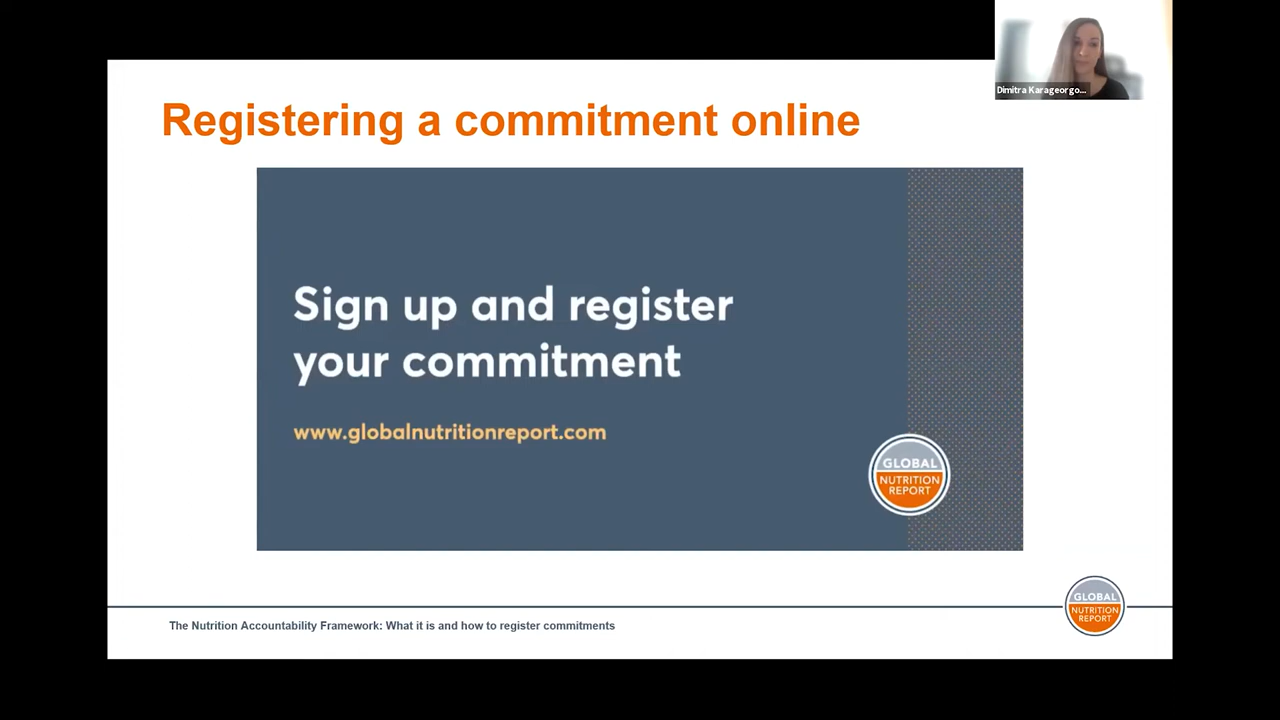 Dimitra Karageorgo...
Registering a commitment online
Sign up and register
your commitment
www.globalnutritionreport.com
GLOBAL
NUTRITION
REPORT
GLOBAL
NUTRITION
REPORT
The Nutrition Accountability Framework: What it is and how to register commitments